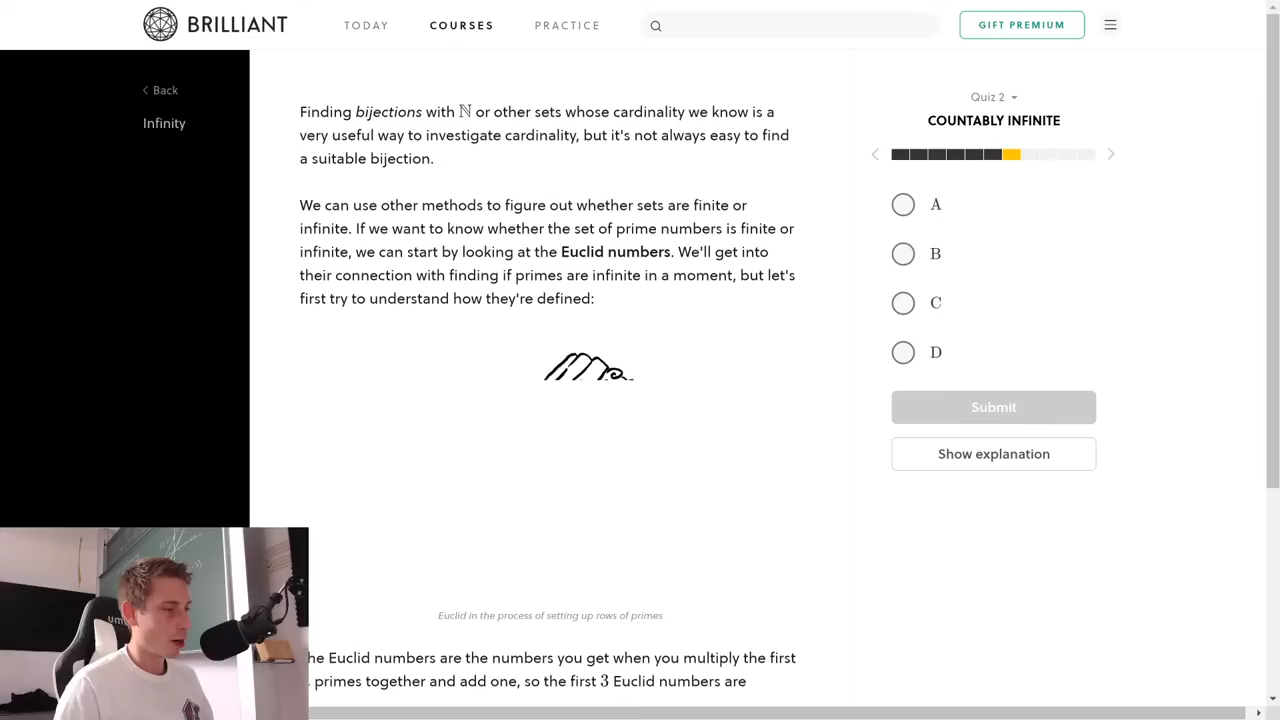 BRILLIANT
TODAY
COURSES
PRACTICE
GIFT PREMIUM
Back
Infinity
Finding bijections with ℕ or other sets whose cardinality we know is a
very useful way to investigate cardinality, but it's not always easy to find
a suitable bijection.
We can use other methods to figure out whether sets are finite or
infinite. If we want to know whether the set of prime numbers is finite or
infinite, we can start by looking at the Euclid numbers. We'll get into
their connection with finding if primes are infinite in a moment, but let's
first try to understand how they're defined:
Euclid in the process of setting up rows of primes
he Euclid numbers are the numbers you get when you multiply the first
primes together and add one, so the first 3 Euclid numbers are
Quiz 2
COUNTABLY INFINITE
A
B
C
D
Submit
Show explanation